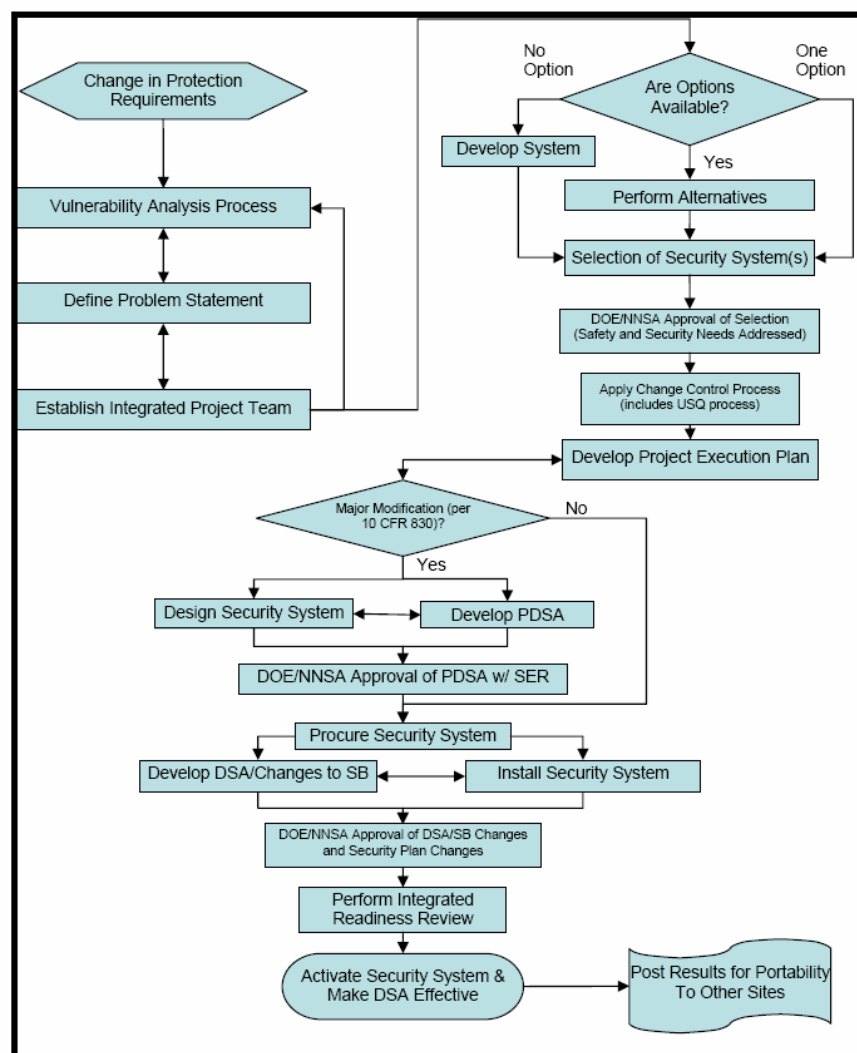 Change in Protection
Requirements
Vulnerability Analysis Process
Define Problem Statement
Establish Integrated Project Team
No
Option
One
Option
Are Options
Available?
Develop System
Yes
Perform Alternatives
Selection of Security System(s)
DOE/NNSA Approval of Selection
(Safety and Security Needs Addressed)
Apply Change Control Process
(includes USQ process)
Develop Project Execution Plan
Major Modification (per
10 CFR 830)?
No
Yes
Design Security System
Develop PDSA
DOE/NNSA Approval of PDSA w/ SER
Procure Security System
Develop DSA/Changes to SB
Install Security System
DOE/NNSA Approval of DSA/SB Changes
and Security Plan Changes
Perform Integrated
Readiness Review
Activate Security System &
Make DSA Effective
Post Results for Portability
To Other Sites